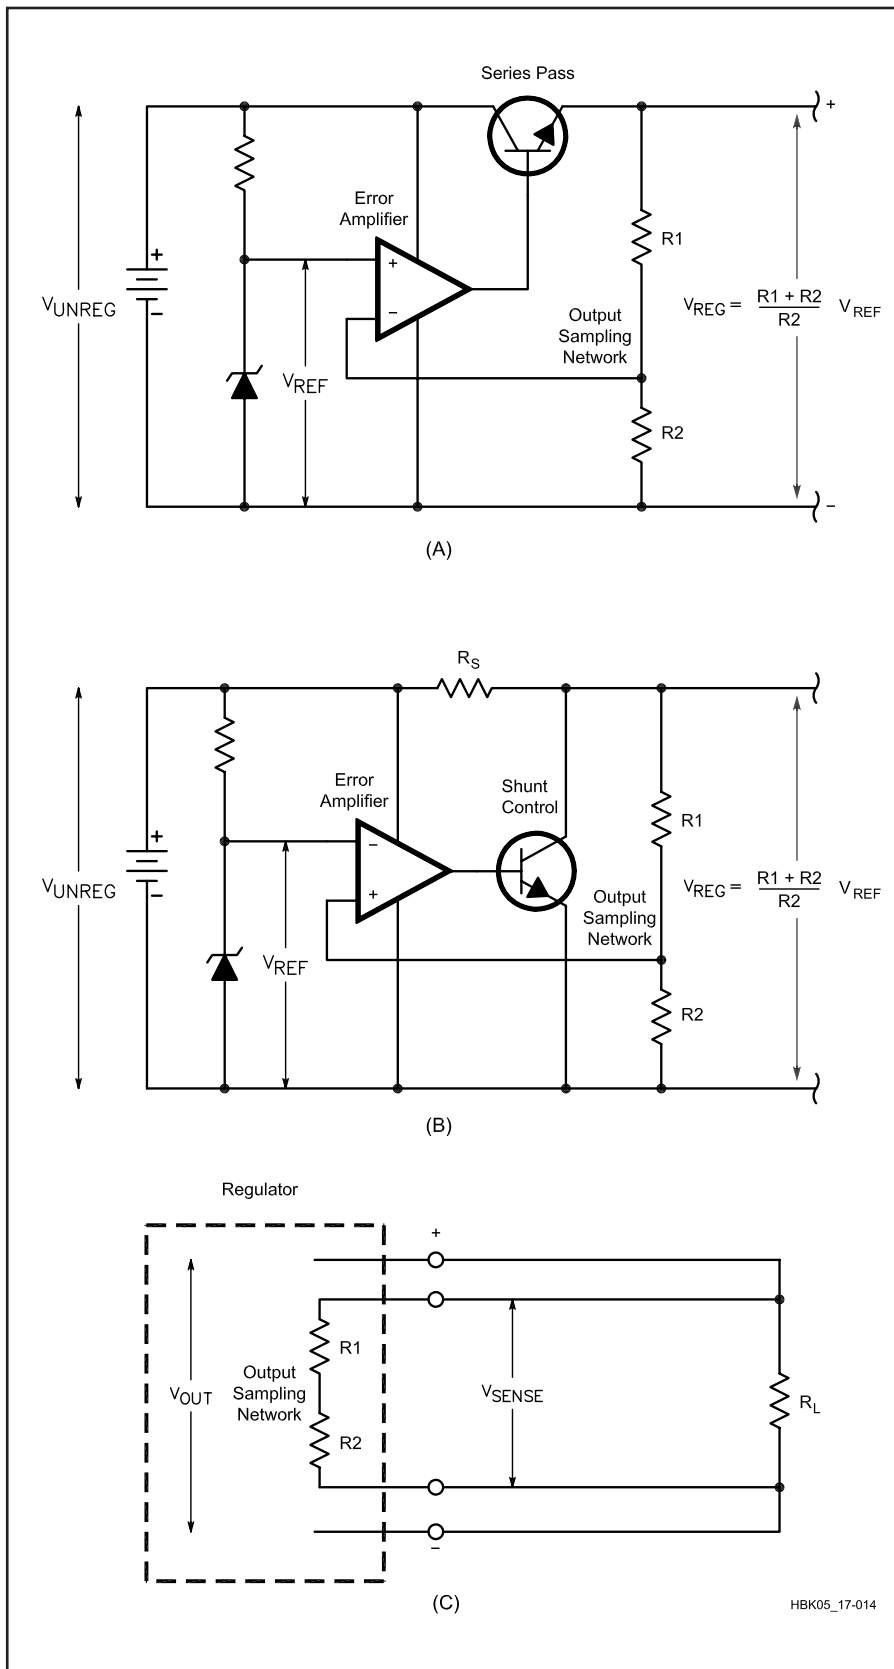 Series Pass
+
Error
Amplifier
+
−
+
−
R1
Output
Sampling
Network
R2
VUNREG
VREF
VREG = R1 + R2
R2
VREF
−
(A)
RS
Error
Amplifier
Shunt
Control
−
+
+
−
R1
Output
Sampling
Network
R2
VUNREG
VREF
VREG = R1 + R2
R2
VREF
(B)
Regulator
+
R1
Output
Sampling
Network
R2
VOUT
VSENSE
RL
−
(C)
HBK05_17-014